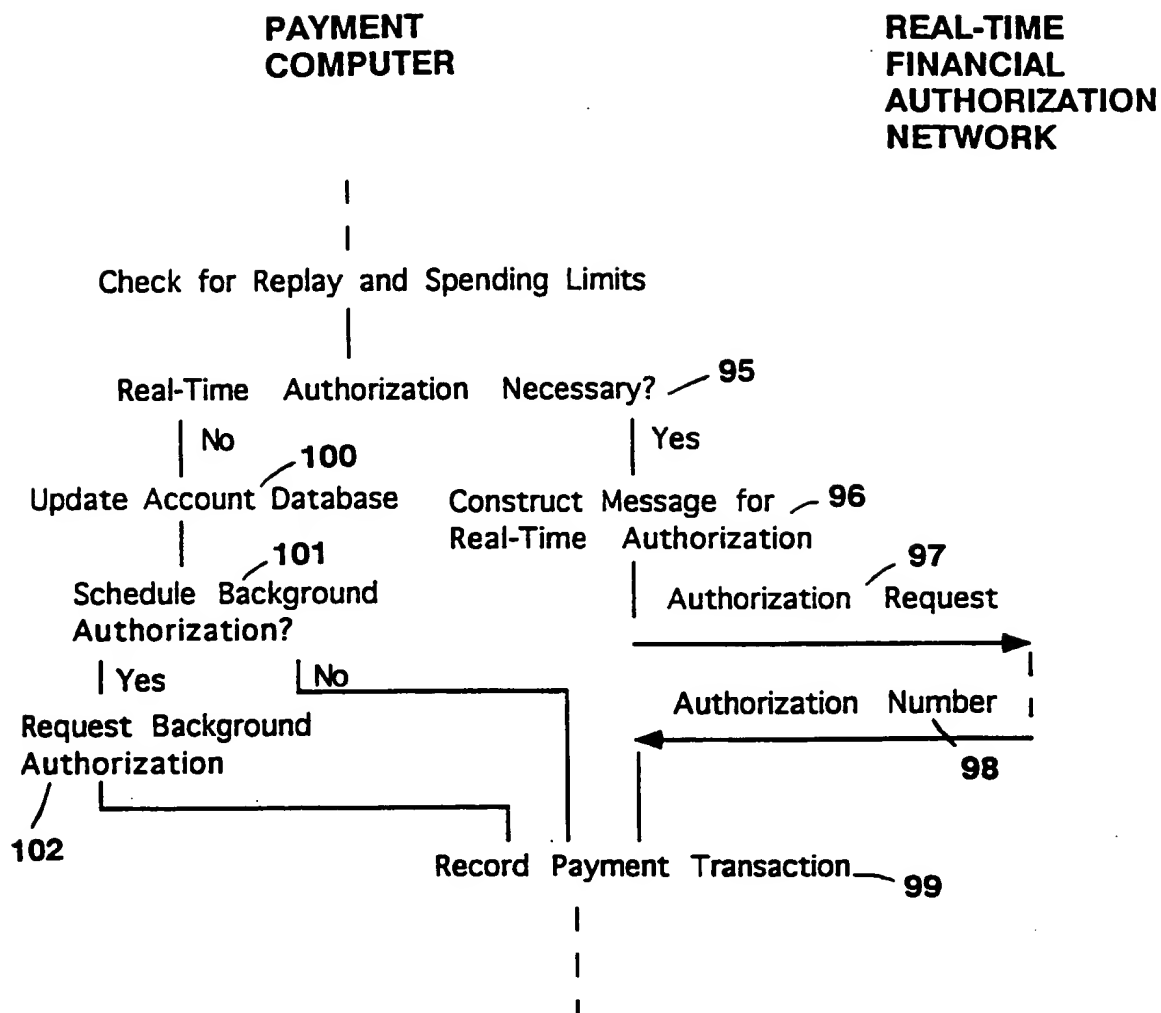 PAYMENT
COMPUTER
REAL-TIME
FINANCIAL
AUTHORIZATION
NETWORK
Check for Replay and Spending Limits
Real-Time Authorization Necessary? 95
No
Yes
100
Update Account Database
Construct Message for 96
Real-Time Authorization
101
Schedule Background
Authorization?
97
Authorization Request
Yes
No
Authorization Number
98
Request Background
Authorization
102
Record Payment Transaction 99